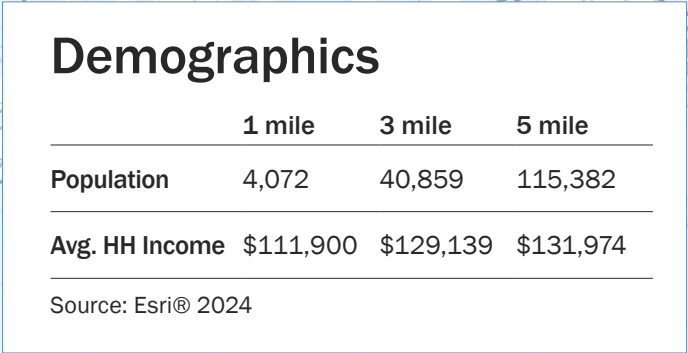 Demographics
1 mile 3 mile 5 mile
Population 4,072 40,859 115,382
Avg. HH Income $111,900 $129,139 $131,974
Source: Esri® 2024